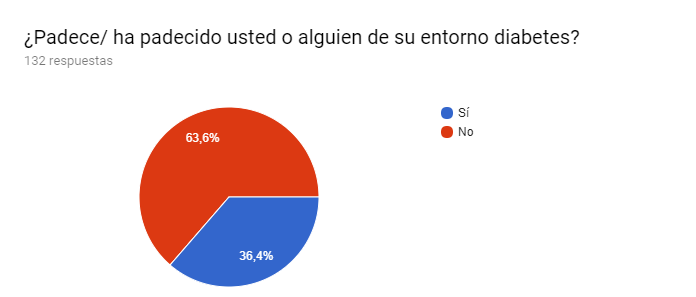 ¿Padece/ ha padecido usted o alguien de su entorno diabetes?
132 respuestas
Sí
No
63,6%
36,4%